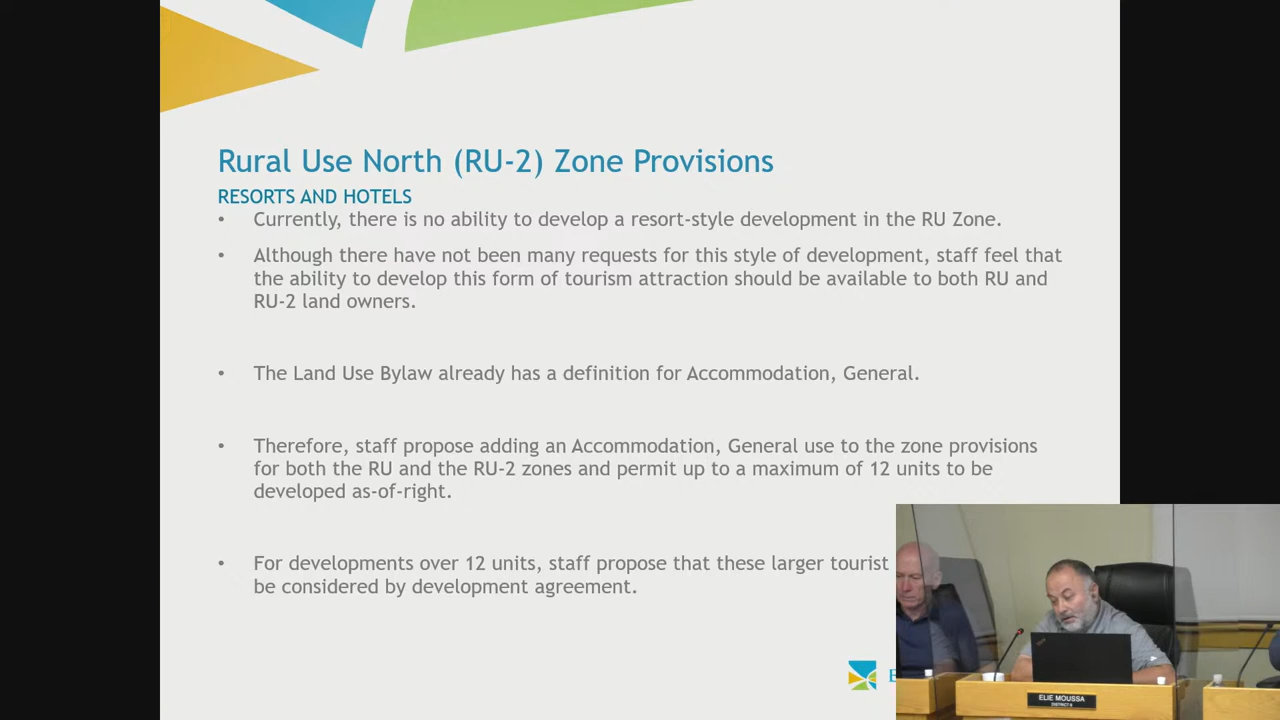 Rural Use North (RU-2) Zone Provisions
RESORTS AND HOTELS
• Currently, there is no ability to develop a resort-style development in the RU Zone.
• Although there have not been many requests for this style of development, staff feel that
the ability to develop this form of tourism attraction should be available to both RU and
RU-2 land owners.
• The Land Use Bylaw already has a definition for Accommodation, General.
• Therefore, staff propose adding an Accommodation, General use to the zone provisions
for both the RU and the RU-2 zones and permit up to a maximum of 12 units to be
developed as-of-right.
• For developments over 12 units, staff propose that these larger tourist
be considered by development agreement.
ELIE MOUSSA